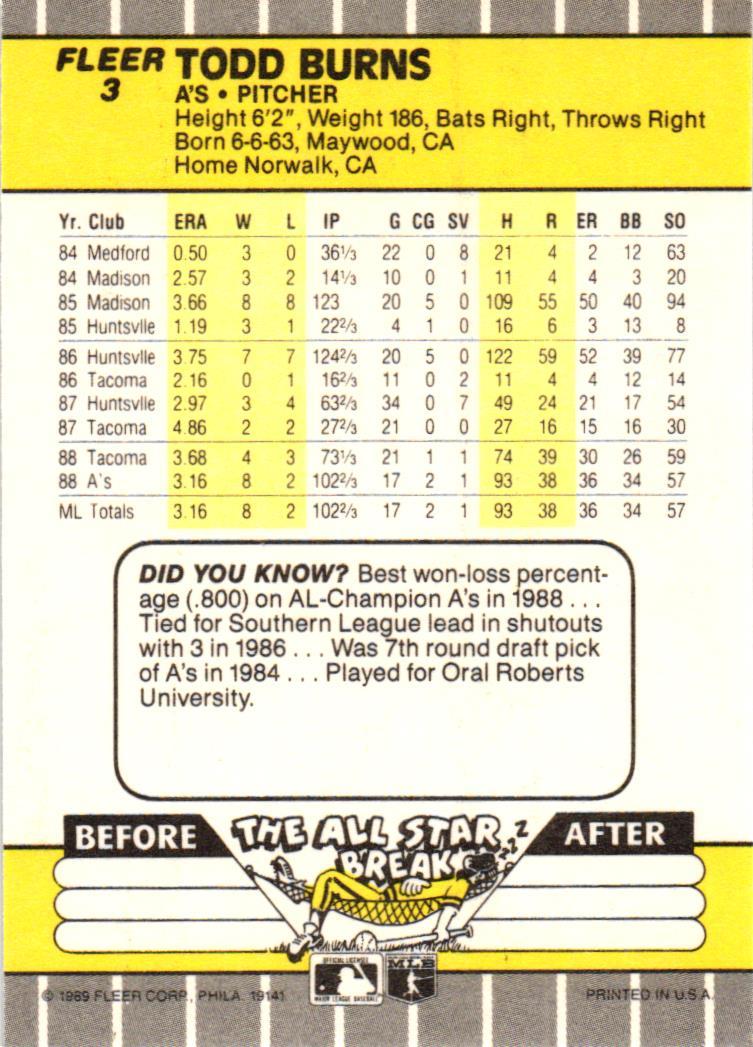 FLEER TODD BURNS
3 A'S • PITCHER
Height 6'2", Weight 186, Bats Right, Throws Right
Born 6-6-63, Maywood, CA
Home Norwalk, CA
Yr. Club ERA W L IP G CG SV H R ER BB SO
84 Medford 0.50 3 0 36⅓ 22 0 8 21 4 2 12 63
84 Madison 2.57 3 2 14⅓ 10 0 1 11 4 4 3 20
85 Madison 3.66 8 8 123 20 5 0 109 55 50 40 94
85 Huntsvlle 1.19 3 1 22⅔ 4 1 0 16 6 3 13 8
86 Huntsvlle 3.75 7 7 124⅔ 20 5 0 122 59 52 39 77
86 Tacoma 2.16 0 1 16⅔ 11 0 2 11 4 4 12 14
87 Huntsvlle 2.97 3 4 63⅔ 34 0 7 49 24 21 17 54
87 Tacoma 4.86 2 2 27⅔ 21 0 0 27 16 15 16 30
88 Tacoma 3.68 4 3 73⅓ 21 1 1 74 39 30 26 59
88 A's 3.16 8 2 102⅔ 17 2 1 93 38 36 34 57
ML Totals 3.16 8 2 102⅔ 17 2 1 93 38 36 34 57
DID YOU KNOW? Best won-loss percent-
age (.800) on AL-Champion A's in 1988 . . .
Tied for Southern League lead in shutouts
with 3 in 1986 . . . Was 7th round draft pick
of A's in 1984 . . . Played for Oral Roberts
University.
BEFORE THE ALL STAR BREAK ZZZ AFTER
OFFICIAL LICENSEE
MAJOR LEAGUE BASEBALL
MLB
© 1989 FLEER CORP., PHILA. 19141 PRINTED IN U.S.A.